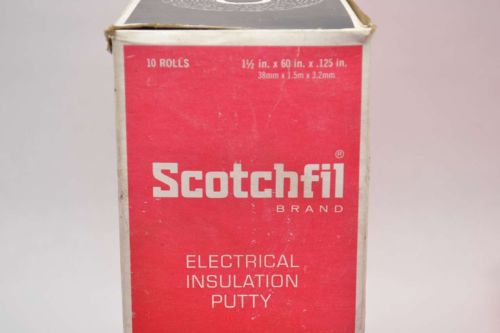 10 ROLLS 1½ in. x 60 in. x .125 in.
38mm x 1.5m x 3.2mm
Scotchfil®
BRAND
ELECTRICAL
INSULATION
PUTTY